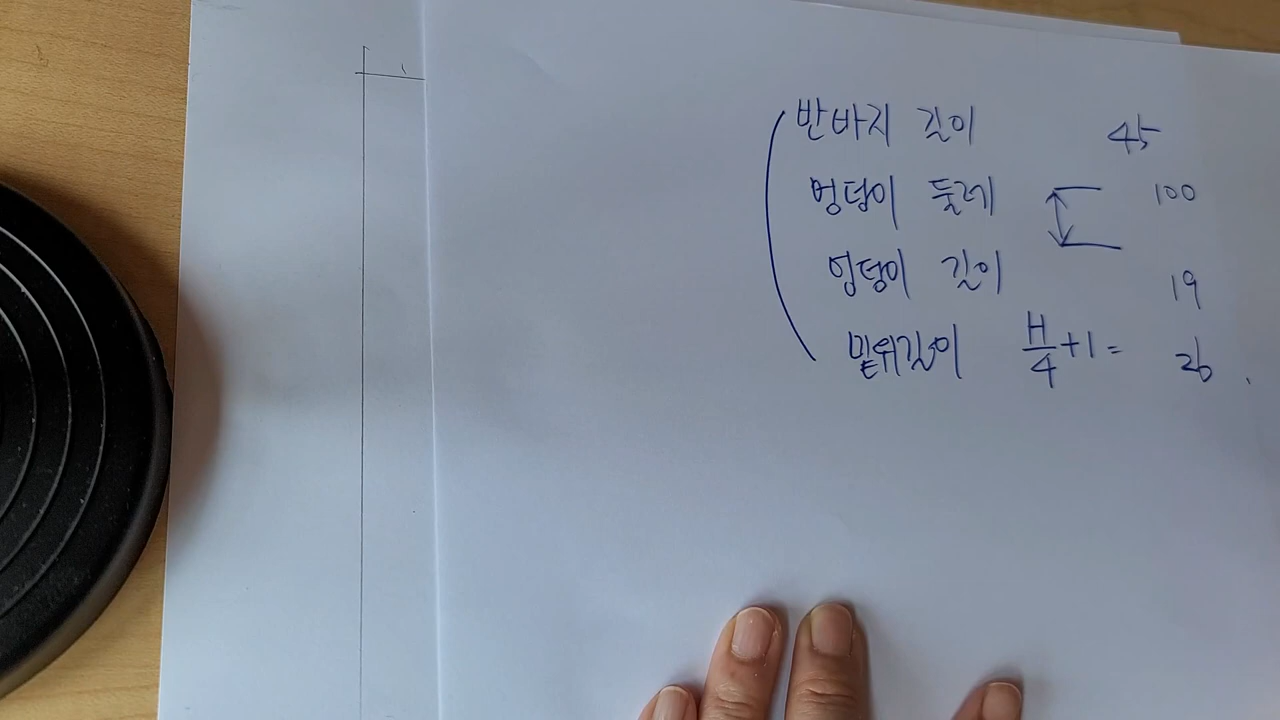 반바지 길이 45
엉덩이 둘레 100
엉덩이 길이 19
밑위길이 H/4 +1 = 26